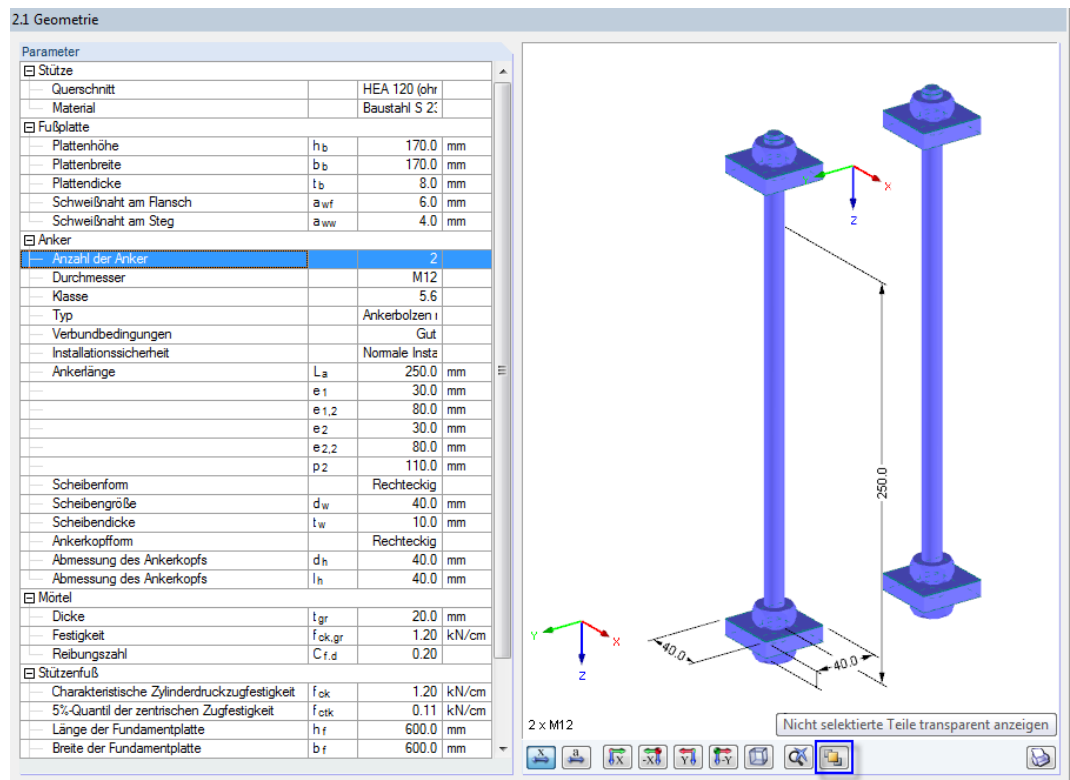 2.1 Geometrie
Parameter
Stütze
Querschnitt HEA 120 (ohr
Material Baustahl S 23
Fußplatte
Plattenhöhe hb 170.0 mm
Plattenbreite bb 170.0 mm
Plattendicke tb 8.0 mm
Schweißnaht am Flansch awf 6.0 mm
Schweißnaht am Steg aww 4.0 mm
Anker
Anzahl der Anker 2
Durchmesser M12
Klasse 5.6
Typ Ankerbolzen r
Verbundbedingungen Gut
Installationssicherheit Normale Insta
Ankerlänge La 250.0 mm
e1 30.0 mm
e1,2 80.0 mm
e2 30.0 mm
e2,2 80.0 mm
p2 110.0 mm
Scheibenform Rechteckig
Scheibengröße dw 40.0 mm
Scheibendicke tw 10.0 mm
Ankerkopfform Rechteckig
Abmessung des Ankerkopfs dh 40.0 mm
Abmessung des Ankerkopfs lh 40.0 mm
Mörtel
Dicke tgr 20.0 mm
Festigkeit fck,gr 1.20 kN/cm
Reibungszahl Cf.d 0.20
Stützenfuß
Charakteristische Zylinderdruckzugfestigkeit fck 1.20 kN/cm
5%-Quantil der zentrischen Zugfestigkeit fctk 0.11 kN/cm
Länge der Fundamentplatte hf 600.0 mm
Breite der Fundamentplatte bf 600.0 mm
Y X
Z
250.0
Y X
Z
40.0 40.0
2 x M12
Nicht selektierte Teile transparent anzeigen
x a X -X Y -Y